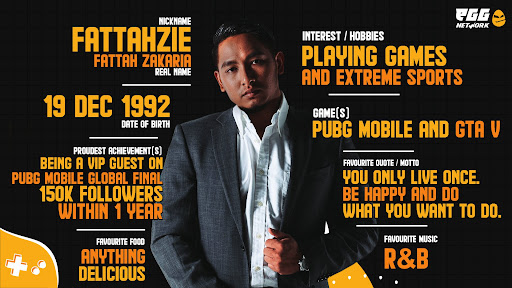 NICKNAME
FATTAHZIE
FATTAH ZAKARIA
REAL NAME
19 DEC 1992
DATE OF BIRTH
PROUDEST ACHIEVEMENT(S)
BEING A VIP GUEST ON
PUBG MOBILE GLOBAL FINAL
150K FOLLOWERS
WITHIN 1 YEAR
FAVOURITE FOOD
ANYTHING
DELICIOUS
INTEREST / HOBBIES
PLAYING GAMES
AND EXTREME SPORTS
GAME(S)
PUBG MOBILE AND GTA V
FAVOURITE QUOTE / MOTTO
YOU ONLY LIVE ONCE.
BE HAPPY AND DO
WHAT YOU WANT TO DO.
FAVOURITE MUSIC
R&B
EGG
NETWORK